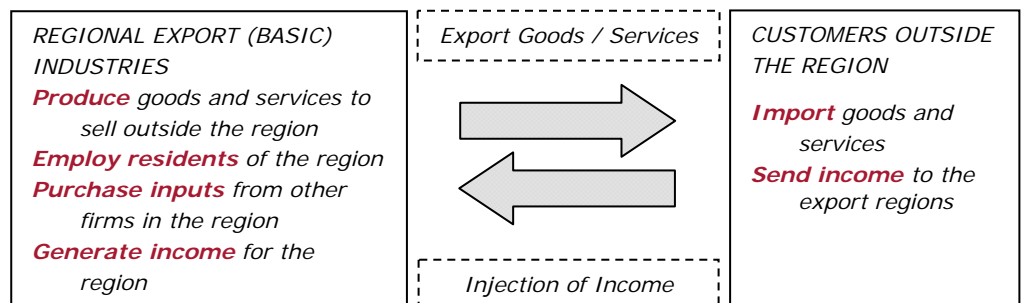 REGIONAL EXPORT (BASIC)
INDUSTRIES
Produce goods and services to
sell outside the region
Employ residents of the region
Purchase inputs from other
firms in the region
Generate income for the
region
Export Goods / Services
Injection of Income
CUSTOMERS OUTSIDE
THE REGION
Import goods and
services
Send income to the
export regions